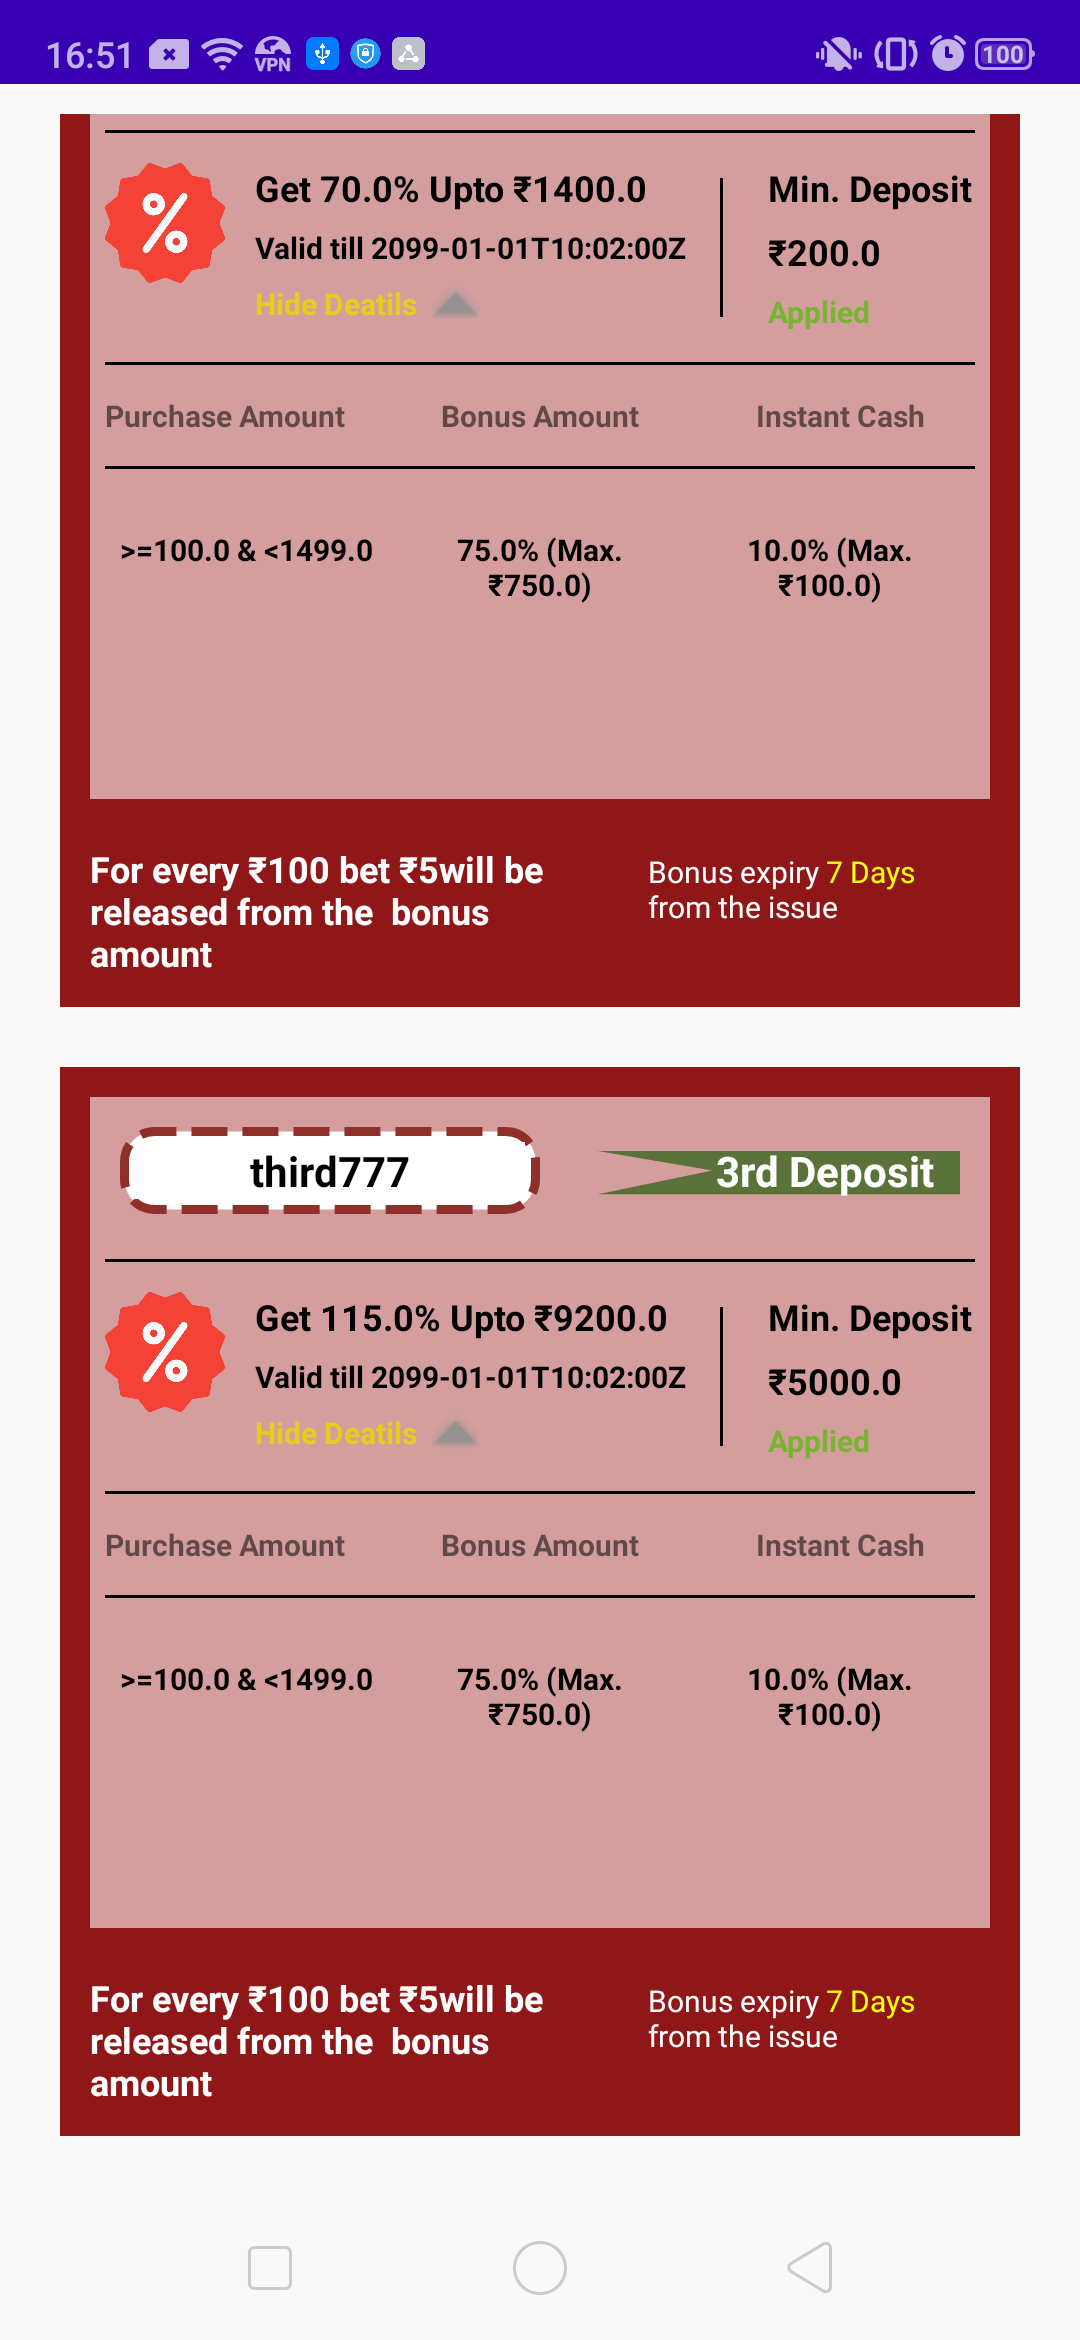 16:51
VPN
100
Get 70.0% Upto ₹1400.0
Valid till 2099-01-01T10:02:00Z
Hide Deatils
Min. Deposit
₹200.0
Applied
Purchase Amount
Bonus Amount
Instant Cash
>=100.0 & <1499.0
75.0% (Max.
₹750.0)
10.0% (Max.
₹100.0)
For every ₹100 bet ₹5will be
released from the  bonus
amount
Bonus expiry 7 Days
from the issue
third777
3rd Deposit
Get 115.0% Upto ₹9200.0
Valid till 2099-01-01T10:02:00Z
Hide Deatils
Min. Deposit
₹5000.0
Applied
Purchase Amount
Bonus Amount
Instant Cash
>=100.0 & <1499.0
75.0% (Max.
₹750.0)
10.0% (Max.
₹100.0)
For every ₹100 bet ₹5will be
released from the  bonus
amount
Bonus expiry 7 Days
from the issue